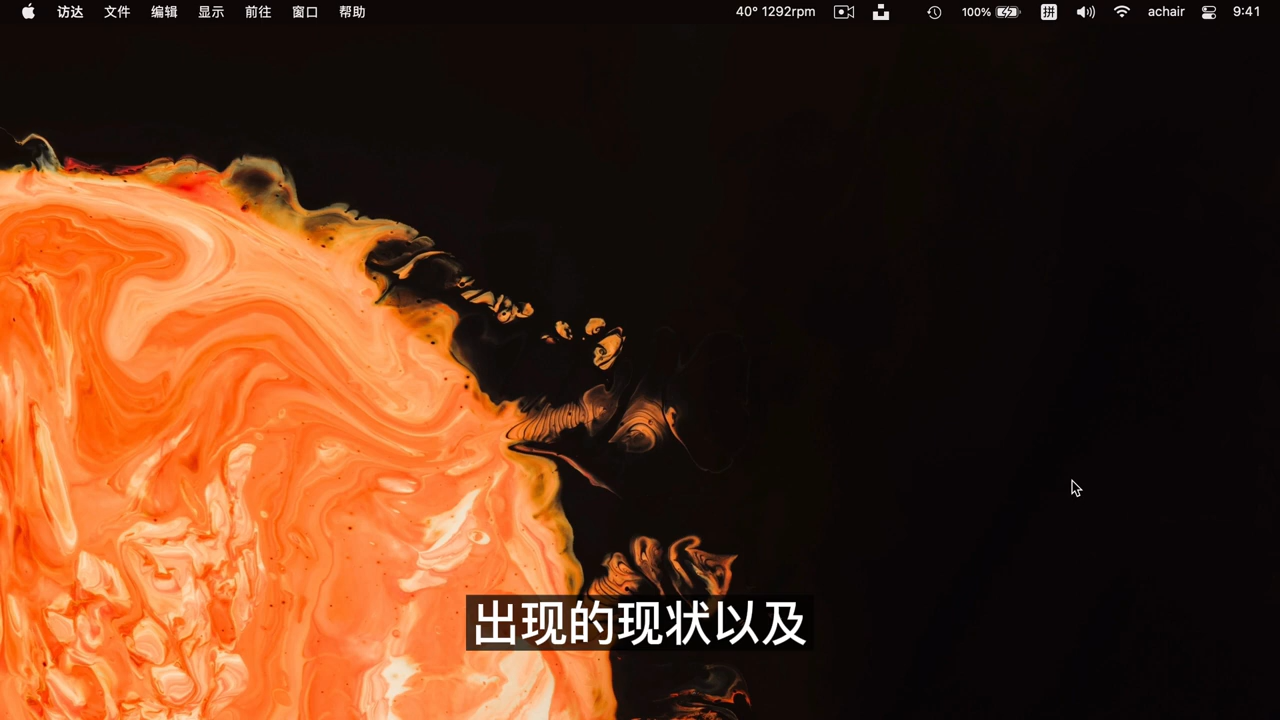 访达 文件 编辑 显示 前往 窗口 帮助 40° 1292rpm 100% 拼 achair 9:41
出现的现状以及